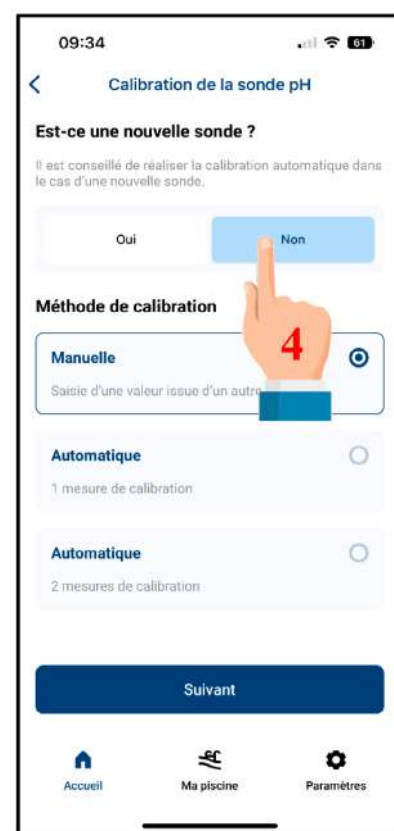 09:34
61
Calibration de la sonde pH
Est-ce une nouvelle sonde ?
Il est conseillé de réaliser la calibration automatique dans
le cas d'une nouvelle sonde.
Oui
Non
Méthode de calibration
4
Manuelle
Saisie d'une valeur issue d'un autre
Automatique
1 mesure de calibration
Automatique
2 mesures de calibration
Suivant
Accueil
Ma piscine
Paramètres